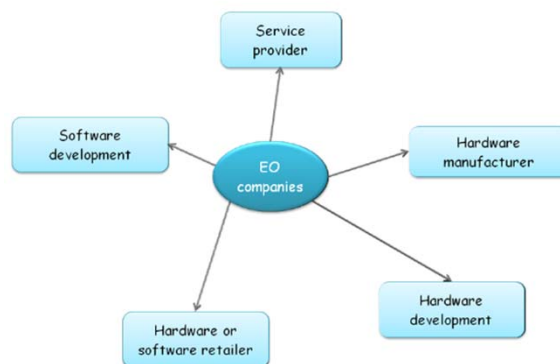 Service
provider
Software
development
Hardware
manufacturer
EO
companies
Hardware
development
Hardware or
software retailer